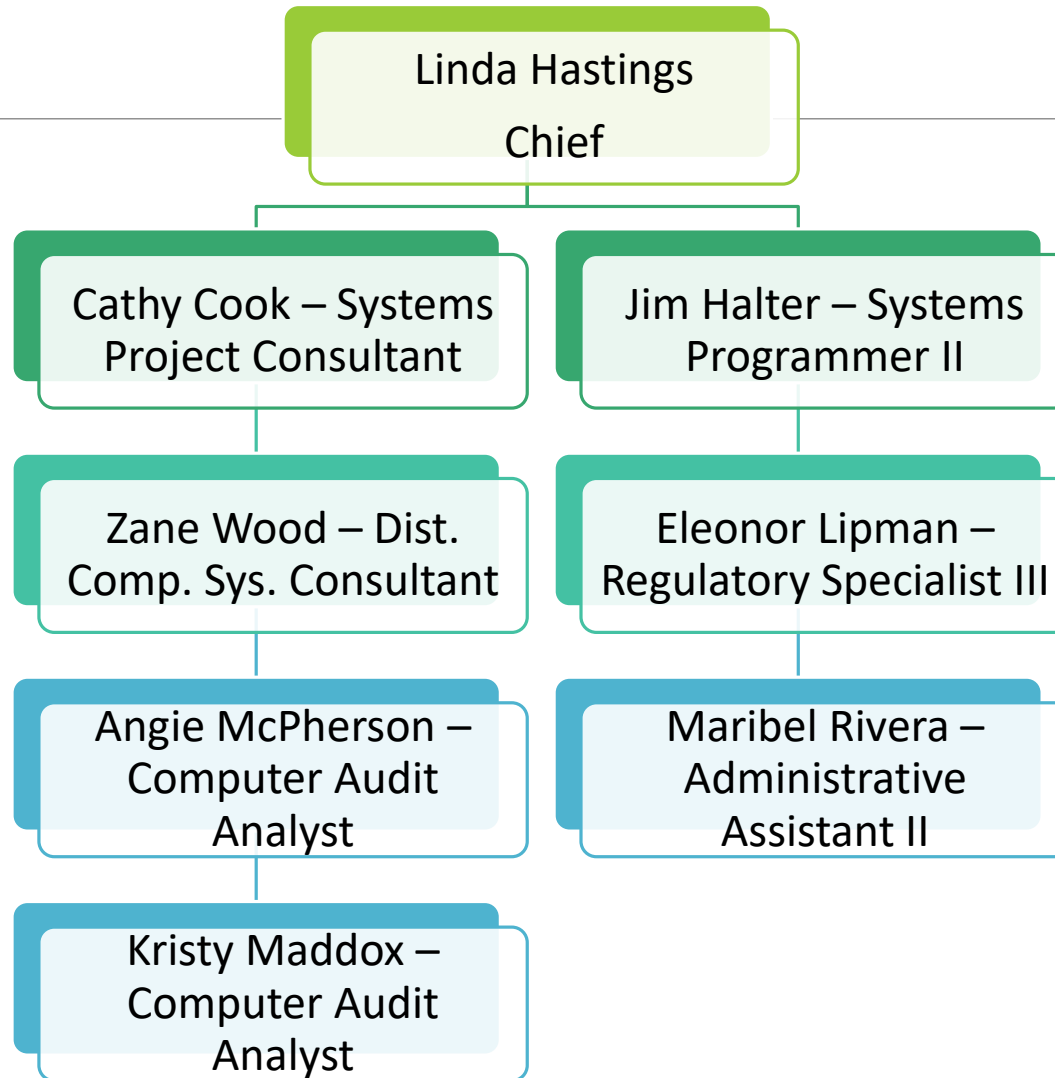 Linda Hastings
Chief
Cathy Cook – Systems
Project Consultant
Jim Halter – Systems
Programmer II
Zane Wood – Dist.
Comp. Sys. Consultant
Eleonor Lipman –
Regulatory Specialist III
Angie McPherson –
Computer Audit
Analyst
Maribel Rivera –
Administrative
Assistant II
Kristy Maddox –
Computer Audit
Analyst